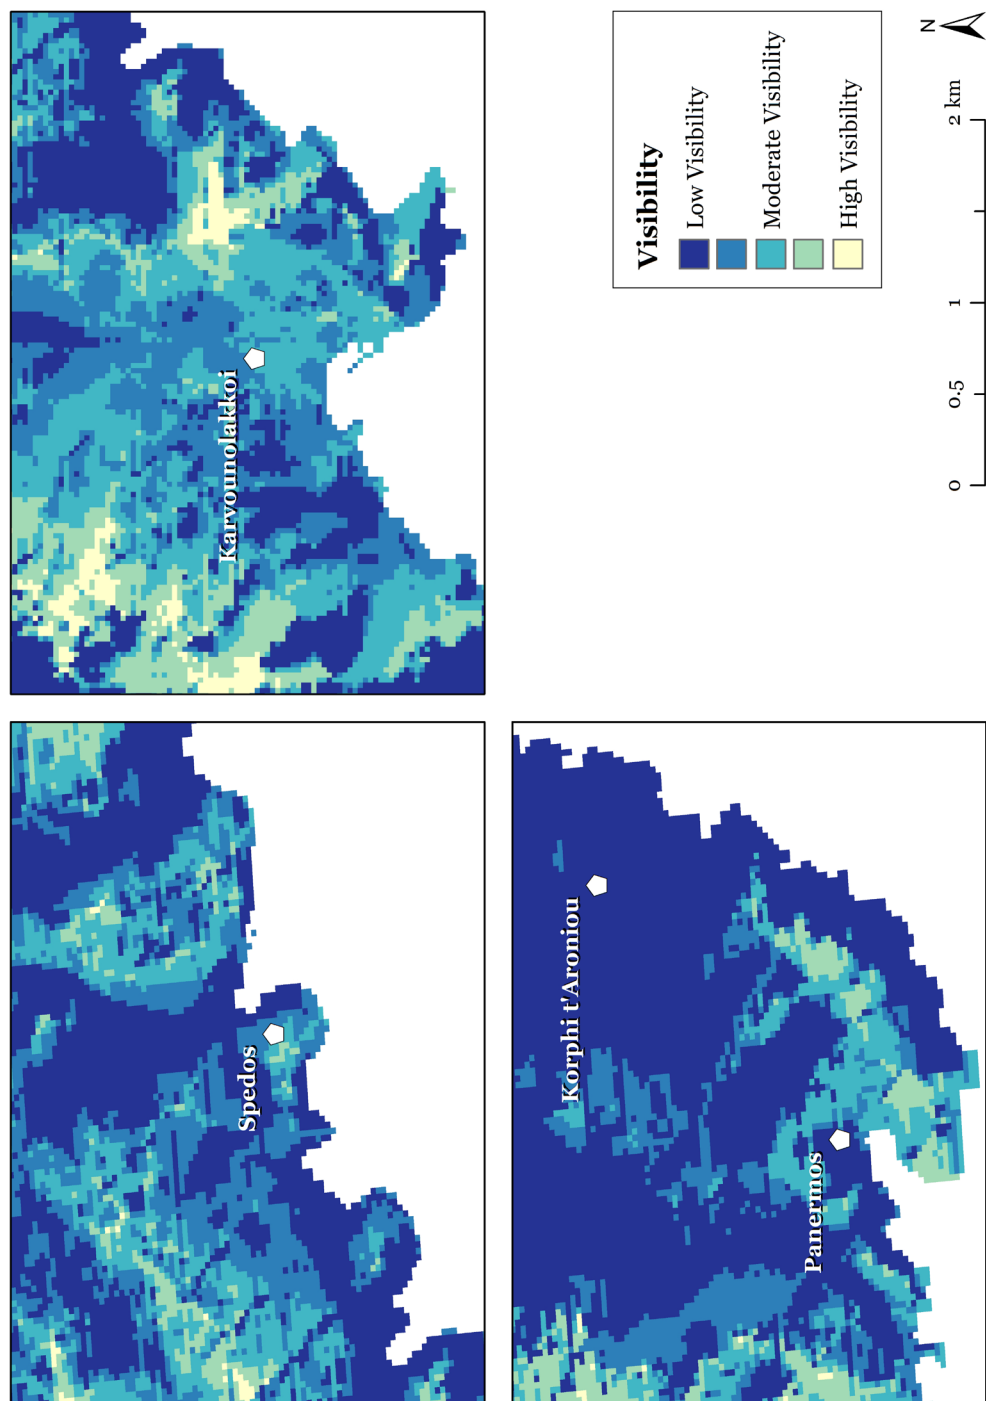 Spedos
Karvounolakkoi
Korphi t'Aroniou
Panermos
Visibility
Low Visibility
Moderate Visibility
High Visibility
N
0 0.5 1 2 km